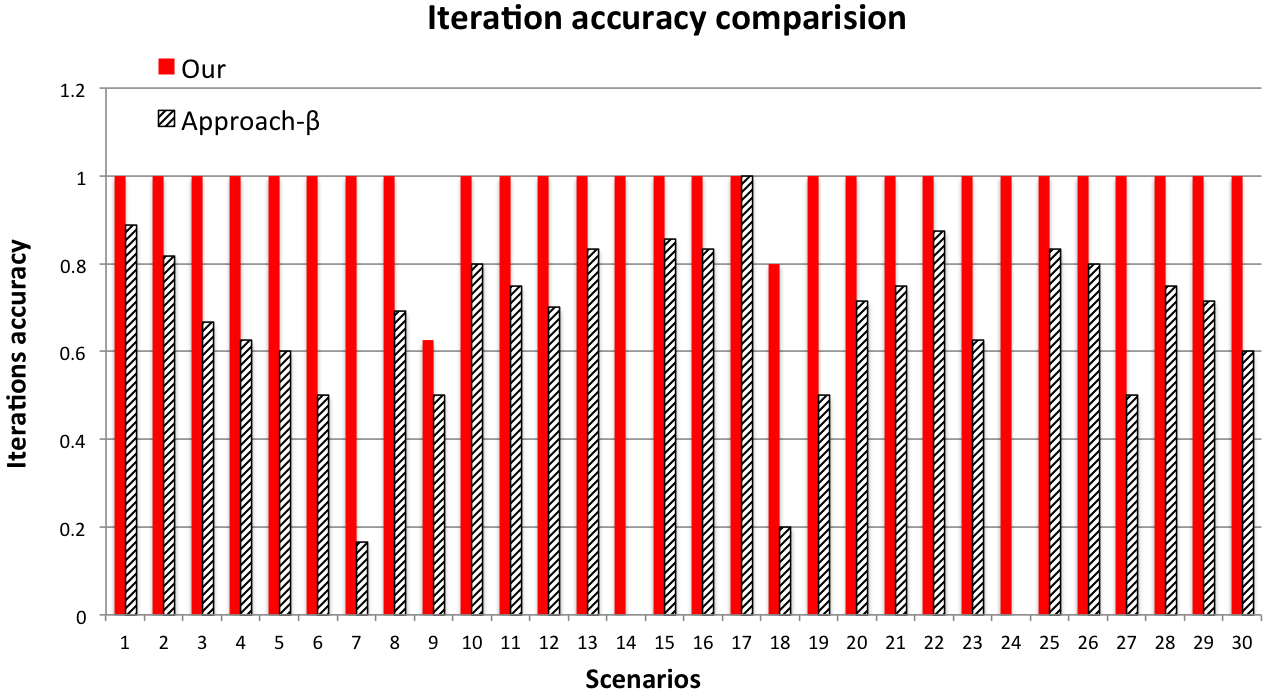 Iteration accuracy comparision
Our
Approach-β
1.2
1
0.8
0.6
0.4
0.2
0
Iterations accuracy
1 2 3 4 5 6 7 8 9 10 11 12 13 14 15 16 17 18 19 20 21 22 23 24 25 26 27 28 29 30
Scenarios